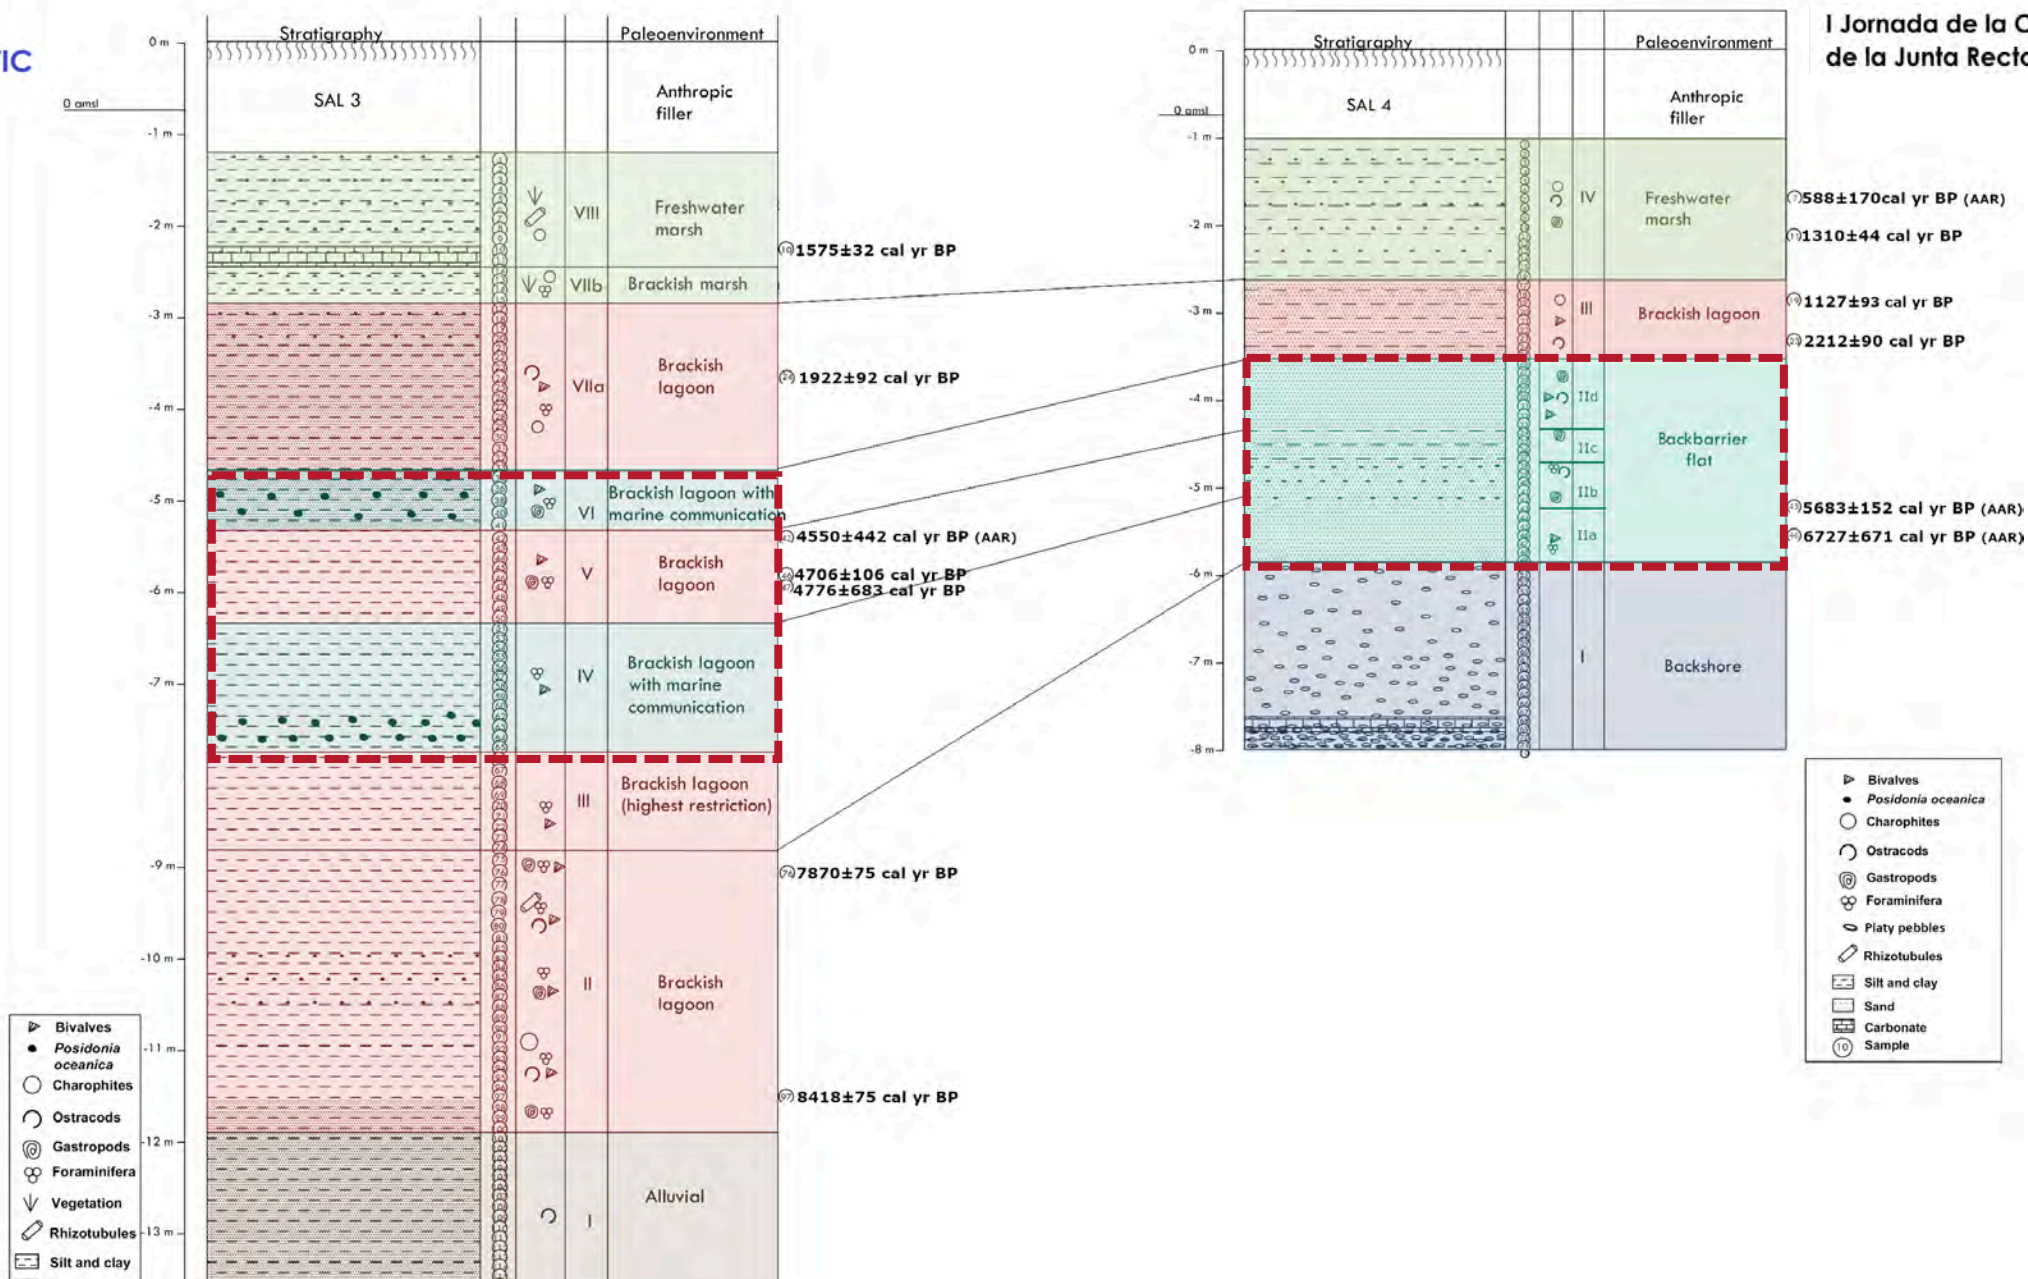 TIC
I Jornada de la C
de la Junta Recto
Stratigraphy
Paleoenvironment
0 m
SAL 3
Anthropic
filler
0 amsl
-1 m
VIII
Freshwater
marsh
-2 m
1575±32 cal yr BP
VIIb
Brackish marsh
-3 m
VIIa
Brackish
lagoon
1922±92 cal yr BP
-4 m
-5 m
VI
Brackish lagoon with
marine communication
4550±442 cal yr BP (AAR)
V
Brackish
lagoon
4706±106 cal yr BP
4776±683 cal yr BP
-6 m
IV
Brackish lagoon
with marine
communication
-7 m
III
Brackish lagoon
(highest restriction)
-9 m
7870±75 cal yr BP
-10 m
II
Brackish
lagoon
-11 m
8418±75 cal yr BP
-12 m
Alluvial
I
-13 m
Bivalves
Posidonia
oceanica
Charophites
Ostracods
Gastropods
Foraminifera
Vegetation
Rhizotubules
Silt and clay
Stratigraphy
Paleoenvironment
0 m
SAL 4
Anthropic
filler
0 amsl
-1 m
IV
Freshwater
marsh
588±170cal yr BP (AAR)
-2 m
1310±44 cal yr BP
-3 m
III
Brackish lagoon
1127±93 cal yr BP
2212±90 cal yr BP
-4 m
IId
IIc
Backbarrier
flat
-5 m
IIb
5683±152 cal yr BP (AAR)
IIa
6727±671 cal yr BP (AAR)
-6 m
-7 m
I
Backshore
-8 m
Bivalves
Posidonia oceanica
Charophites
Ostracods
Gastropods
Foraminifera
Platy pebbles
Rhizotubules
Silt and clay
Sand
Carbonate
10 Sample